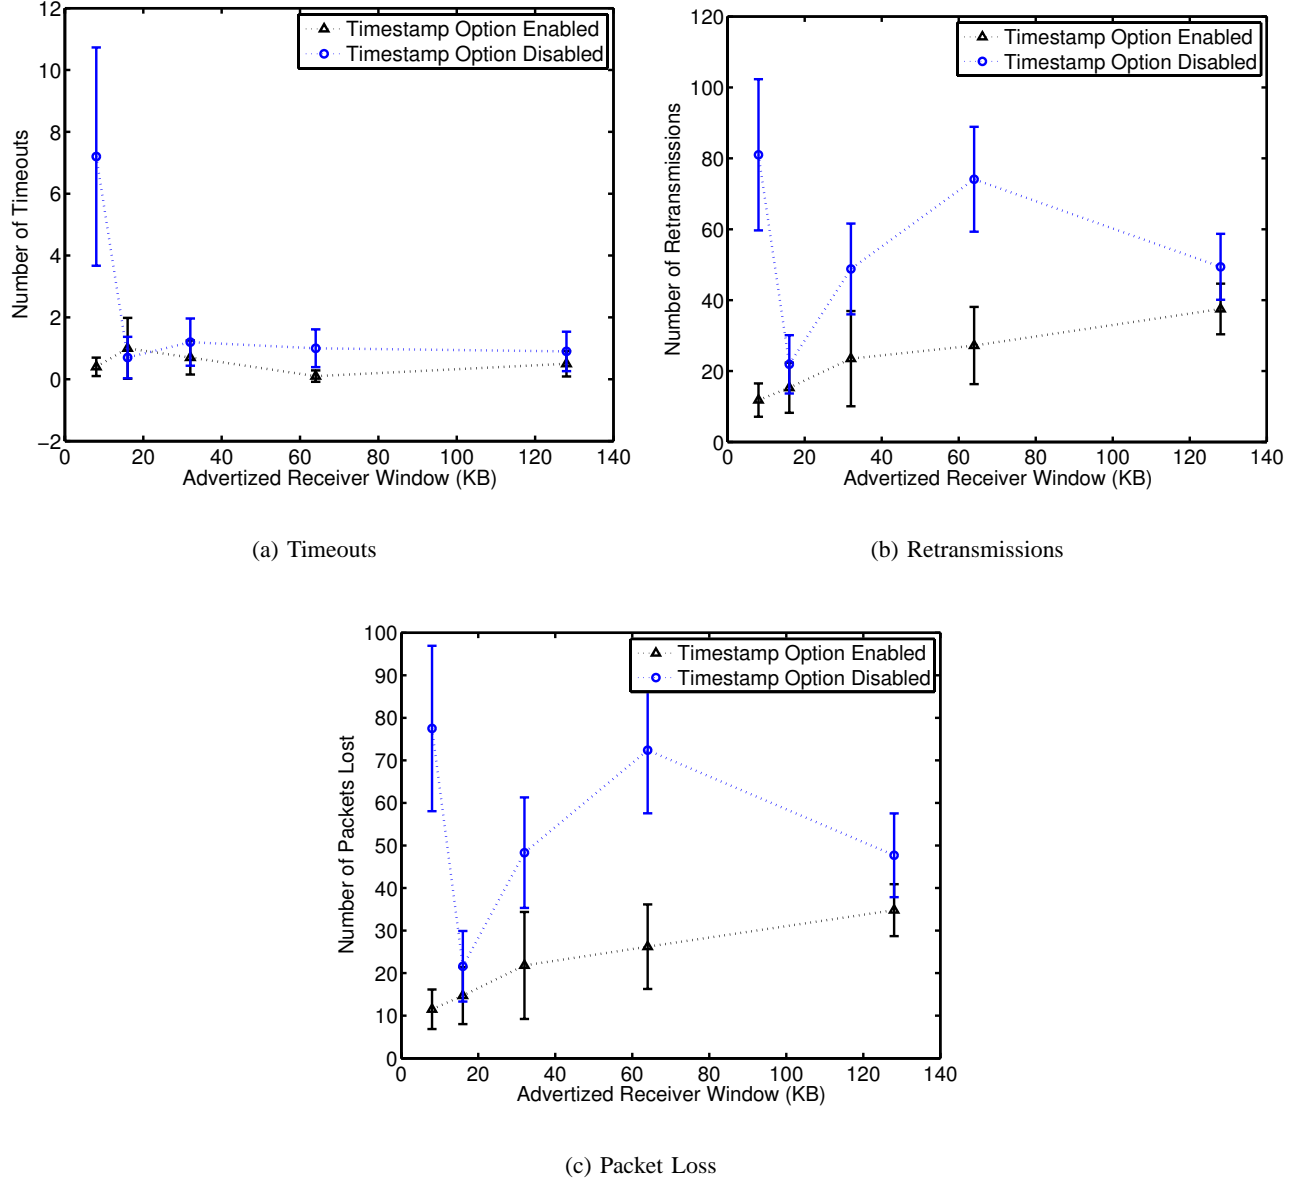 12
10
8
6
4
2
0
−2
Number of Timeouts
Timestamp Option Enabled
Timestamp Option Disabled
0 20 40 60 80 100 120 140
Advertized Receiver Window (KB)
(a) Timeouts
120
100
80
60
40
20
0
Number of Retransmissions
Timestamp Option Enabled
Timestamp Option Disabled
0 20 40 60 80 100 120 140
Advertized Receiver Window (KB)
(b) Retransmissions
100
90
80
70
60
50
40
30
20
10
0
Number of Packets Lost
Timestamp Option Enabled
Timestamp Option Disabled
0 20 40 60 80 100 120 140
Advertized Receiver Window (KB)
(c) Packet Loss